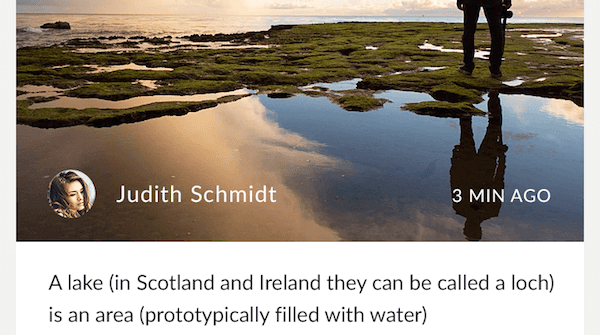 Judith Schmidt
3 MIN AGO
A lake (in Scotland and Ireland they can be called a loch)
is an area (prototypically filled with water)